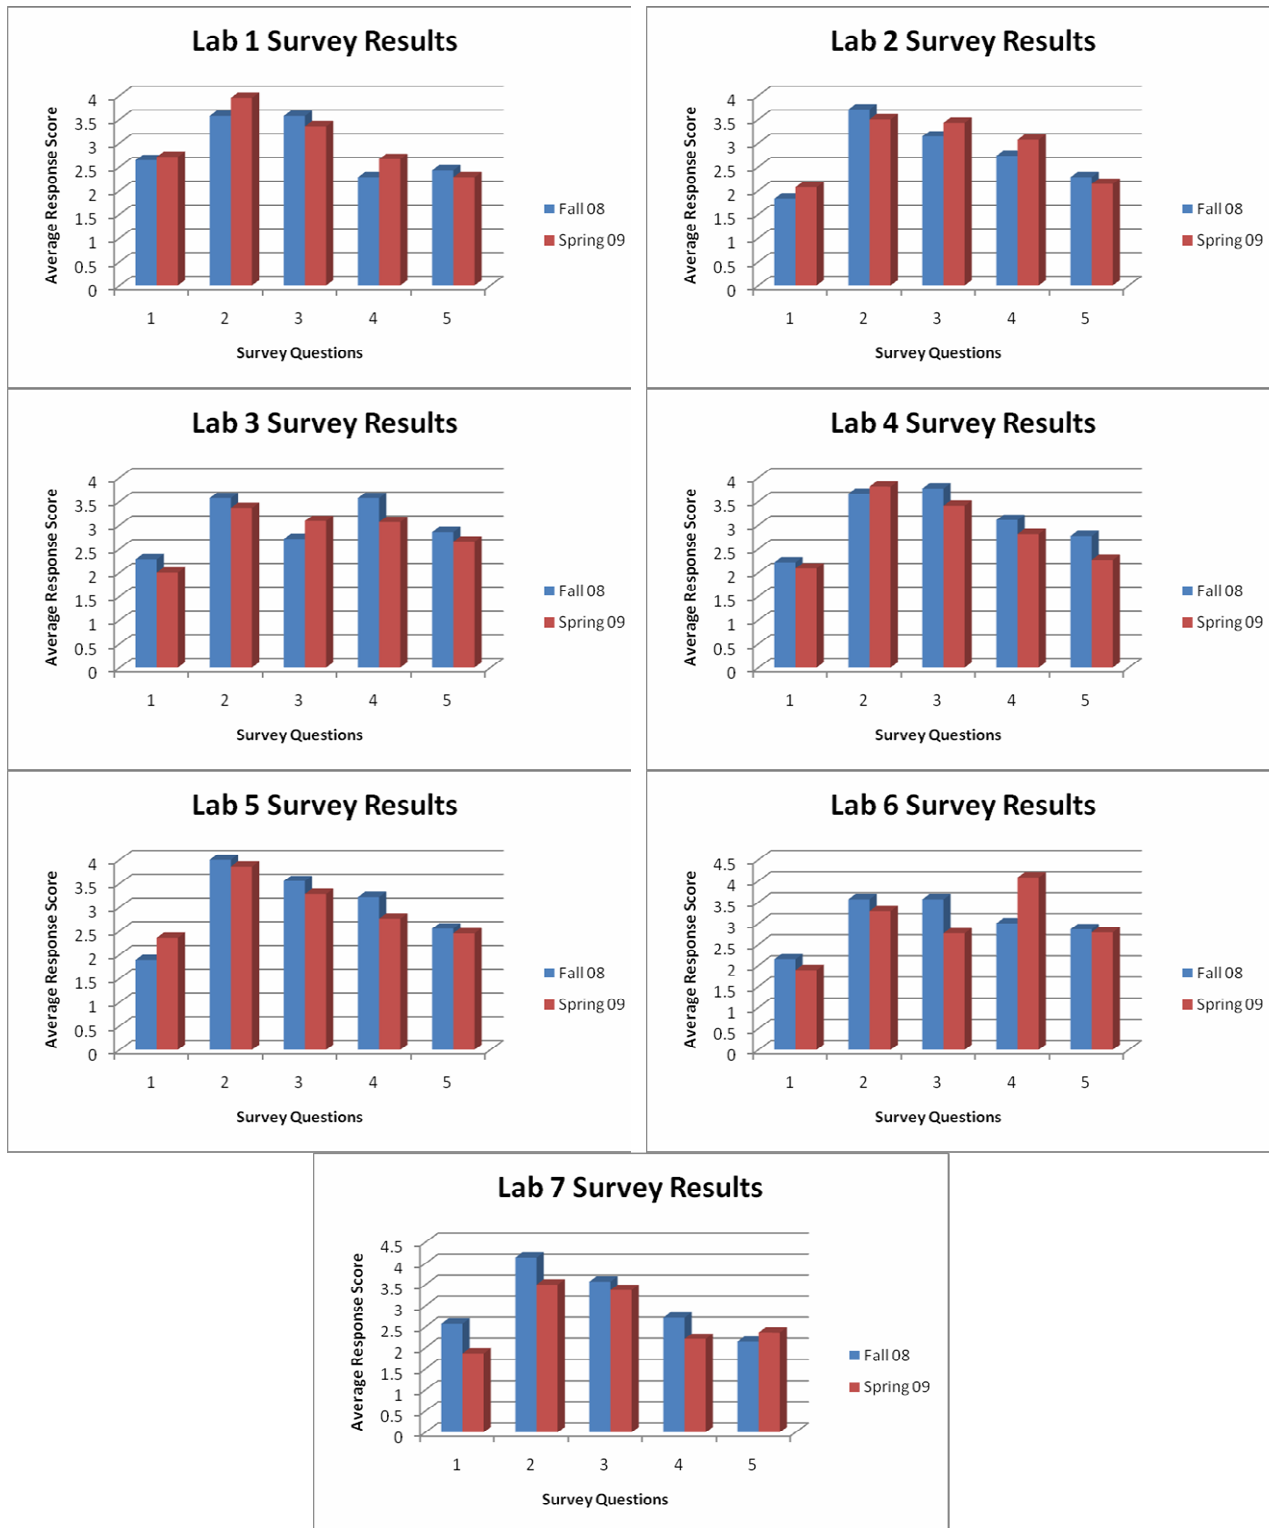 Lab 1 Survey Results
Average Response Score
4
3.5
3
2.5
2
1.5
1
0.5
0
1 2 3 4 5
Survey Questions
Fall 08
Spring 09
Lab 2 Survey Results
Average Response Score
4
3.5
3
2.5
2
1.5
1
0.5
0
1 2 3 4 5
Survey Questions
Fall 08
Spring 09
Lab 3 Survey Results
Average Response Score
4
3.5
3
2.5
2
1.5
1
0.5
0
1 2 3 4 5
Survey Questions
Fall 08
Spring 09
Lab 4 Survey Results
Average Response Score
4
3.5
3
2.5
2
1.5
1
0.5
0
1 2 3 4 5
Survey Questions
Fall 08
Spring 09
Lab 5 Survey Results
Average Response Score
4
3.5
3
2.5
2
1.5
1
0.5
0
1 2 3 4 5
Survey Questions
Fall 08
Spring 09
Lab 6 Survey Results
Average Response Score
4.5
4
3.5
3
2.5
2
1.5
1
0.5
0
1 2 3 4 5
Survey Questions
Fall 08
Spring 09
Lab 7 Survey Results
Average Response Score
4.5
4
3.5
3
2.5
2
1.5
1
0.5
0
1 2 3 4 5
Survey Questions
Fall 08
Spring 09